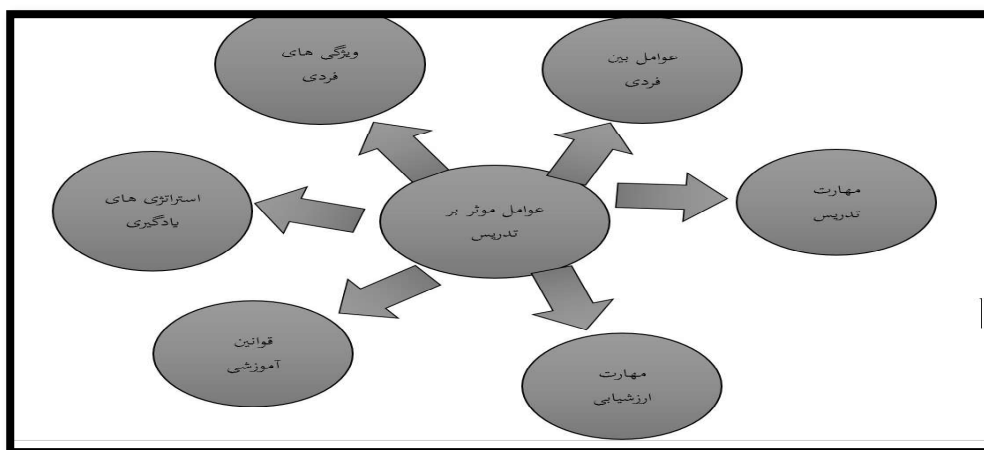 عوامل بین
فردی
ویژگی های
فردی
مهارت
تدریس
عوامل موثر بر
تدریس
استراتژی های
یادگیری
قوانین
آموزشی
مهارت
ارزشیابی